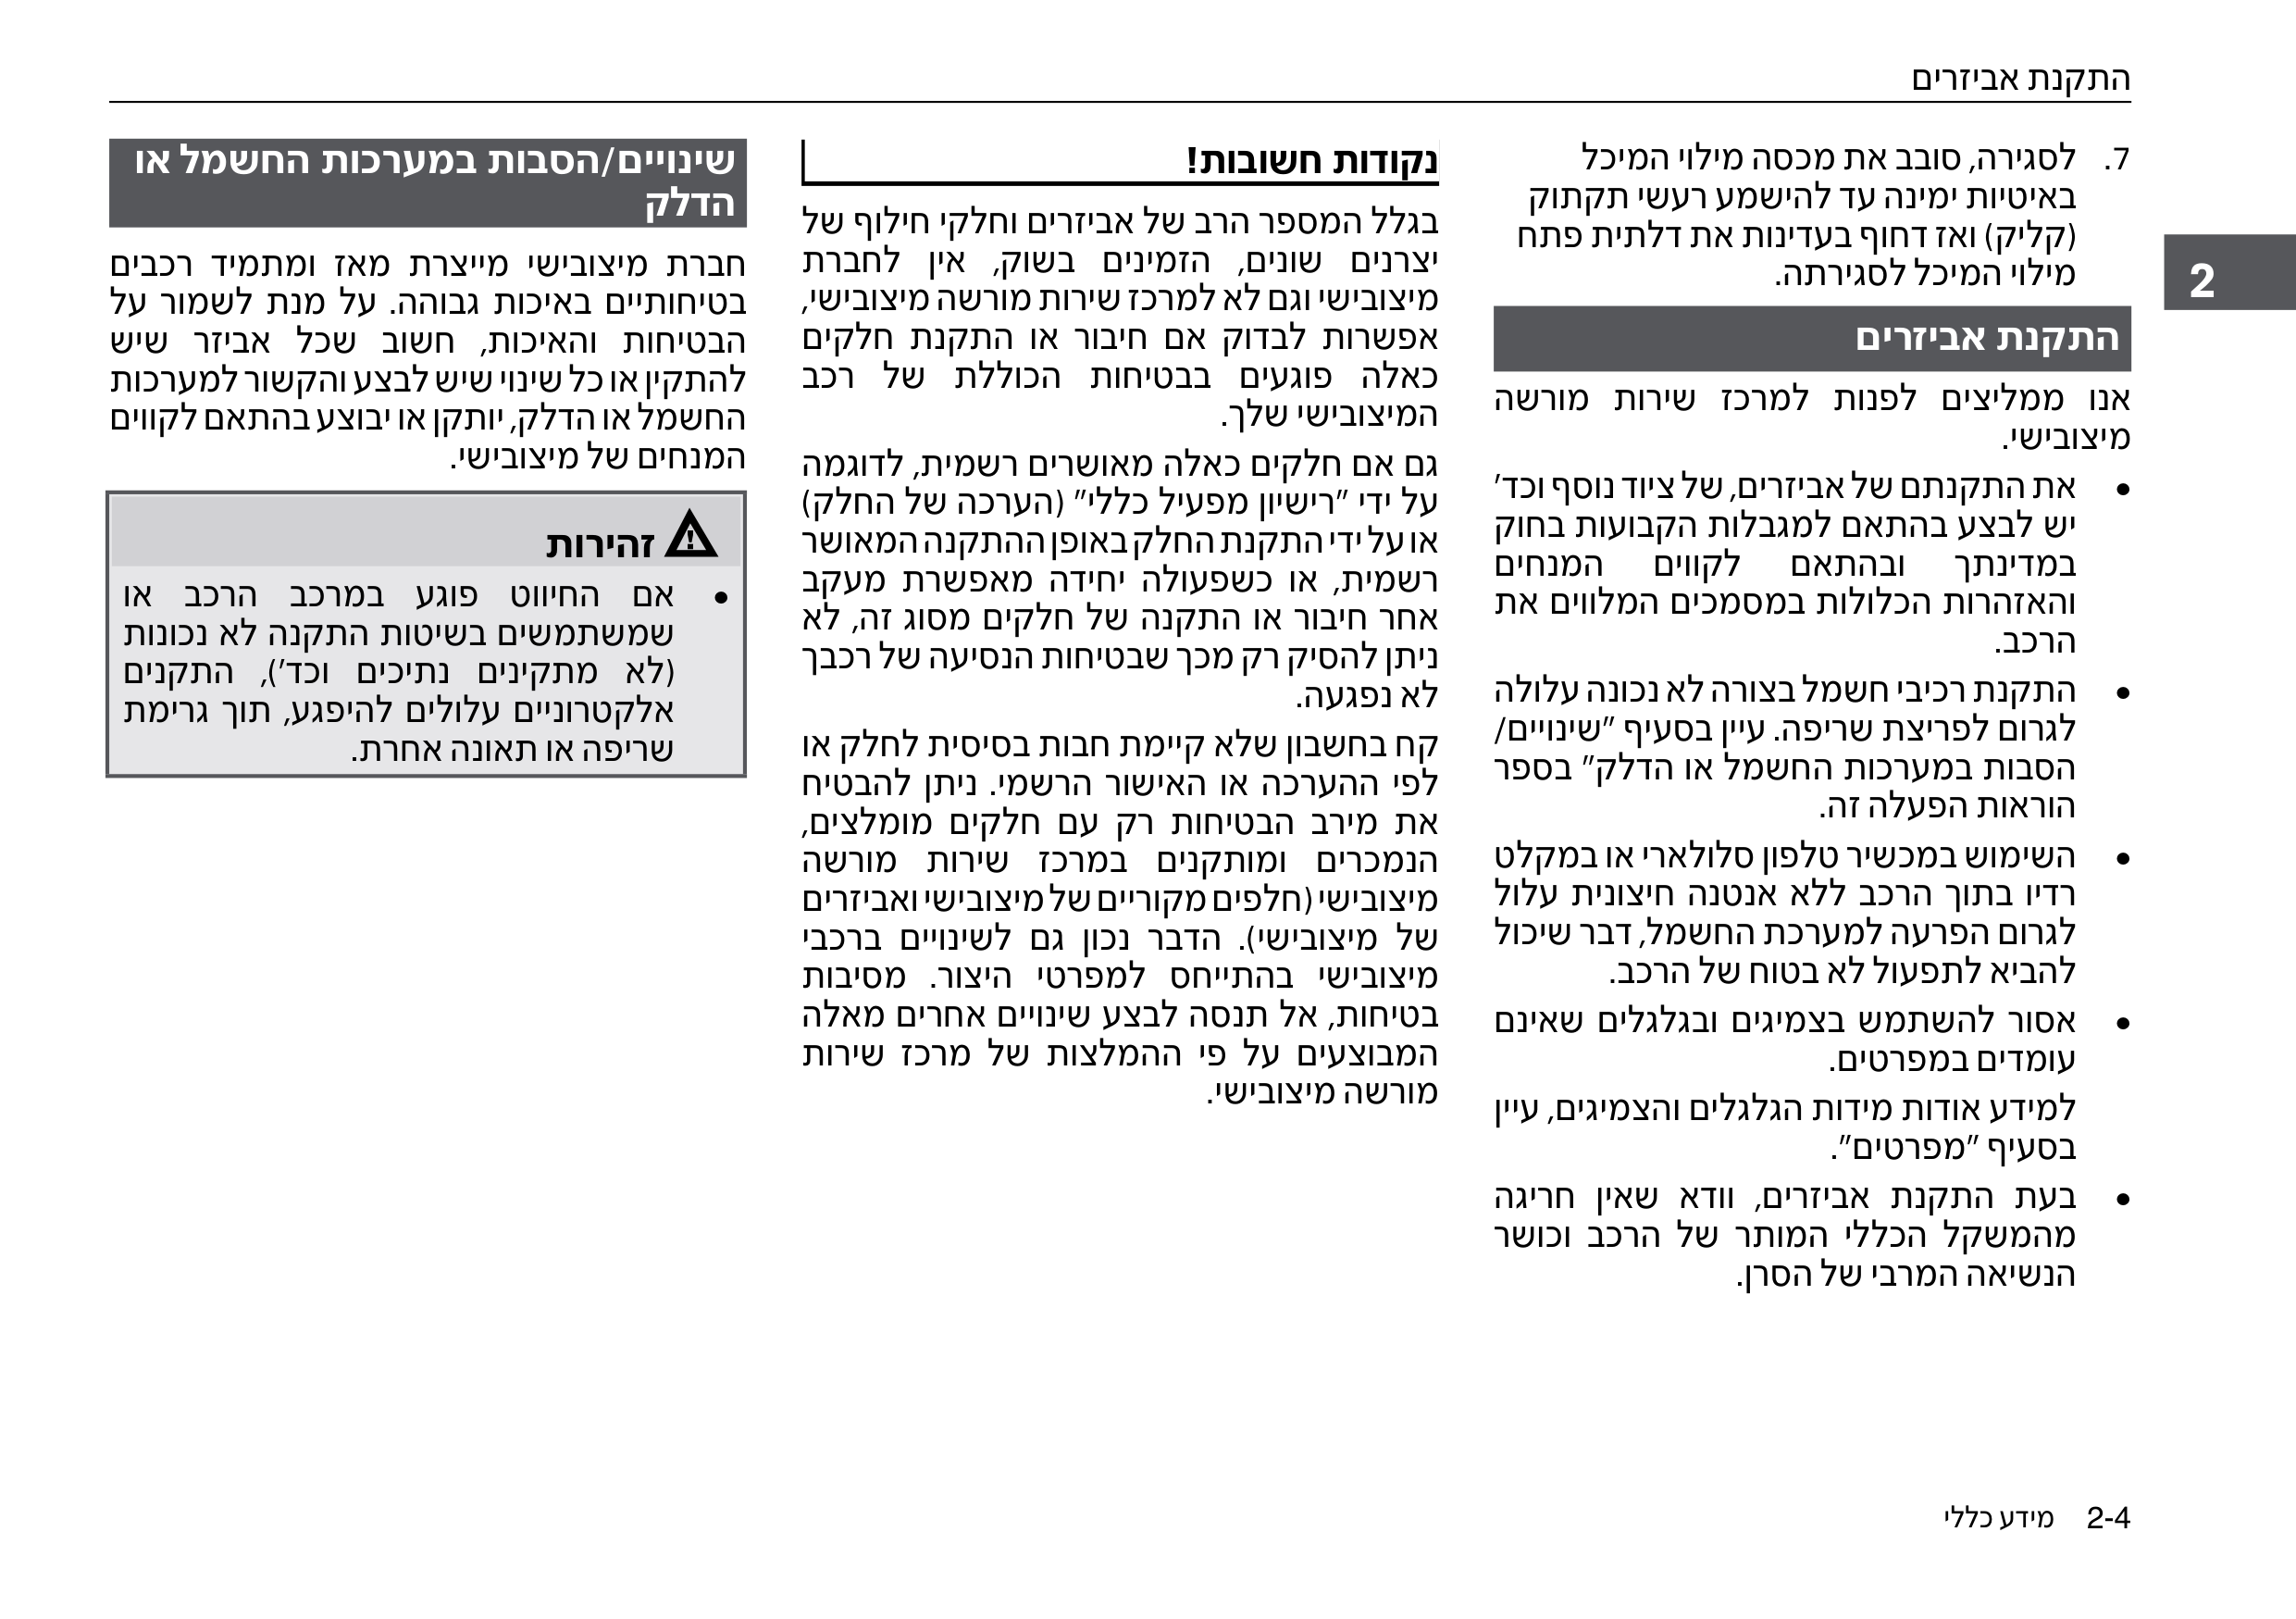 התקנת אביזרים
7. לסגירה, סובב את מכסה מילוי המיכל
באיטיות ימינה עד להישמע רעשי תקתוק
(קליק) ואז דחוף בעדינות את דלתית פתח
מילוי המיכל לסגירתה.
2
התקנת אביזרים
אנו ממליצים לפנות למרכז שירות מורשה
מיצובישי.
• את התקנתם של אביזרים, של ציוד נוסף וכד'
יש לבצע בהתאם למגבלות הקבועות בחוק
במדינתך ובהתאם לקווים המנחים
והאזהרות הכלולות במסמכים המלווים את
הרכב.
• התקנת רכיבי חשמל בצורה לא נכונה עלולה
לגרום לפריצת שריפה. עיין בסעיף "שינויים/
הסבות במערכות החשמל או הדלק" בספר
הוראות הפעלה זה.
• השימוש במכשיר טלפון סלולארי או במקלט
רדיו בתוך הרכב ללא אנטנה חיצונית עלול
לגרום הפרעה למערכת החשמל, דבר שיכול
להביא לתפעול לא בטוח של הרכב.
• אסור להשתמש בצמיגים ובגלגלים שאינם
עומדים במפרטים.
למידע אודות מידות הגלגלים והצמיגים, עיין
בסעיף "מפרטים".
• בעת התקנת אביזרים, וודא שאין חריגה
מהמשקל הכללי המותר של הרכב וכושר
הנשיאה המרבי של הסרן.
נקודות חשובות!
בגלל המספר הרב של אביזרים וחלקי חילוף של
יצרנים שונים, הזמינים בשוק, אין לחברת
מיצובישי וגם לא למרכז שירות מורשה מיצובישי,
אפשרות לבדוק אם חיבור או התקנת חלקים
כאלה פוגעים בבטיחות הכוללת של רכב
המיצובישי שלך.
גם אם חלקים כאלה מאושרים רשמית, לדוגמה
על ידי "רישיון מפעיל כללי" (הערכה של החלק)
או על ידי התקנת החלק באופן ההתקנה המאושר
רשמית, או כשפעולה יחידה מאפשרת מעקב
אחר חיבור או התקנה של חלקים מסוג זה, לא
ניתן להסיק רק מכך שבטיחות הנסיעה של רכבך
לא נפגעה.
קח בחשבון שלא קיימת חבות בסיסית לחלק או
לפי ההערכה או האישור הרשמי. ניתן להבטיח
את מירב הבטיחות רק עם חלקים מומלצים,
הנמכרים ומותקנים במרכז שירות מורשה
מיצובישי (חלפים מקוריים של מיצובישי ואביזרים
של מיצובישי). הדבר נכון גם לשינויים ברכבי
מיצובישי בהתייחס למפרטי היצור. מסיבות
בטיחות, אל תנסה לבצע שינויים אחרים מאלה
המבוצעים על פי ההמלצות של מרכז שירות
מורשה מיצובישי.
שינויים/הסבות במערכות החשמל או
הדלק
חברת מיצובישי מייצרת מאז ומתמיד רכבים
בטיחותיים באיכות גבוהה. על מנת לשמור על
הבטיחות והאיכות, חשוב שכל אביזר שיש
להתקין או כל שינוי שיש לבצע והקשור למערכות
החשמל או הדלק, יותקן או יבוצע בהתאם לקווים
המנחים של מיצובישי.
זהירות
• אם החיווט פוגע במרכב הרכב או
שמשתמשים בשיטות התקנה לא נכונות
(לא מתקינים נתיכים וכד'), התקנים
אלקטרוניים עלולים להיפגע, תוך גרימת
שריפה או תאונה אחרת.
2-4 מידע כללי